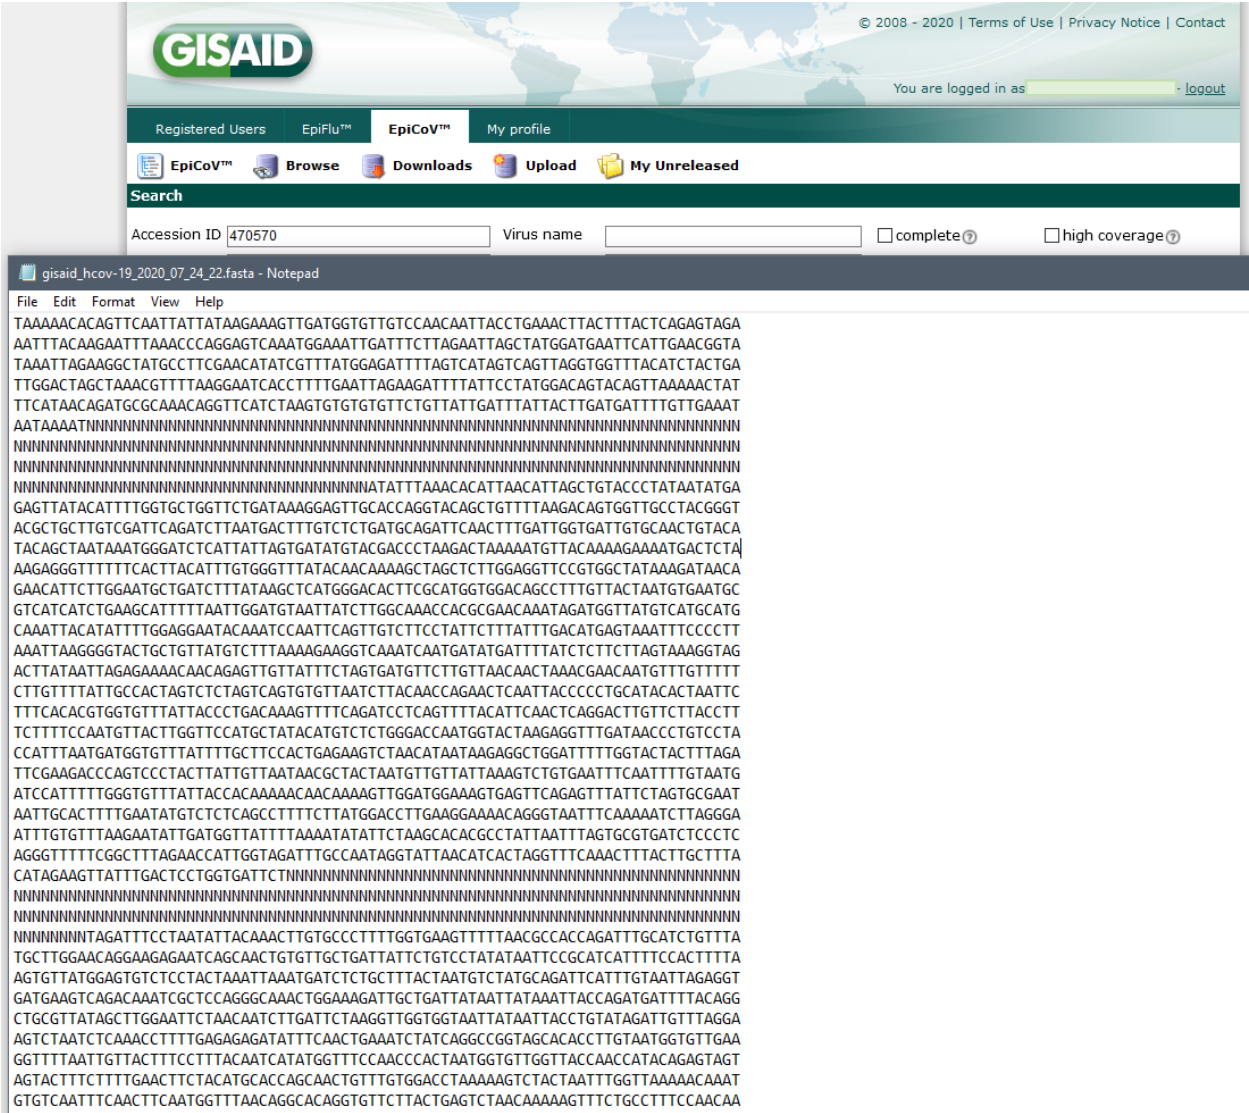 GISAID
© 2008 - 2020 | Terms of Use | Privacy Notice | Contact
You are logged in as - logout
Registered Users EpiFlu™ EpiCoV™ My profile
EpiCoV™ Browse Downloads Upload My Unreleased
Search
Accession ID 470570 Virus name complete high coverage
gisaid_hcov-19_2020_07_24_22.fasta - Notepad
File Edit Format View Help
TAAAAACACAGTTCAATTATTATAAGAAAGTTGATGGTGTTGTCCAACAATTACCTGAAACTTACTTTACTCAGAGTAGA
AATTTACAAGAATTTAAACCCAGGAGTCAAATGGAAATTGATTTCTTAGAATTAGCTATGGATGAATTCATTGAACGGTA
TAAATTAGAAGGCTATGCCTTCGAACATATCGTTTATGGAGATTTTAGTCATAGTCAGTTAGGTGGTTTACATCTACTGA
TTGGACTAGCTAAACGTTTTAAGGAATCACCTTTTGAATTAGAAGATTTTATTCCTATGGACAGTACAGTTAAAAACTAT
TTCATAACAGATGCGCAAACAGGTTCATCTAAGTGTGTGTGTTCTGTTATTGATTTATTACTTGATGATTTTGTTGAAAT
AATAAAATNNNNNNNNNNNNNNNNNNNNNNNNNNNNNNNNNNNNNNNNNNNNNNNNNNNNNNNNNNNNNNNNNNNNNNNN
NNNNNNNNNNNNNNNNNNNNNNNNNNNNNNNNNNNNNNNNNNNNNNNNNNNNNNNNNNNNNNNNNNNNNNNNNNNNNNNN
NNNNNNNNNNNNNNNNNNNNNNNNNNNNNNNNNNNNNNNNNNNNNNNNNNNNNNNNNNNNNNNNNNNNNNNNNNNNNNNN
NNNNNNNNNNNNNNNNNNNNNNNNNNNNNNNNNNNNNNNATATTTAAACACATTAACATTAGCTGTACCCTATAATATGA
GAGTTATACATTTTGGTGCTGGTTCTGATAAAGGAGTTGCACCAGGTACAGCTGTTTTAAGACAGTGGTTGCCTACGGGT
ACGCTGCTTGTCGATTCAGATCTTAATGACTTTGTCTCTGATGCAGATTCAACTTTGATTGGTGATTGTGCAACTGTACA
TACAGCTAATAAATGGGATCTCATTATTAGTGATATGTACGACCCTAAGACTAAAAATGTTACAAAAGAAAATGACTCTA
AAGAGGGTTTTTTCACTTACATTTGTGGGTTTATACAACAAAAGCTAGCTCTTGGAGGTTCCGTGGCTATAAAGATAACA
GAACATTCTTGGAATGCTGATCTTTATAAGCTCATGGGACACTTCGCATGGTGGACAGCCTTTGTTACTAATGTGAATGC
GTCATCATCTGAAGCATTTTTAATTGGATGTAATTATCTTGGCAAACCACGCGAACAAATAGATGGTTATGTCATGCATG
CAAATTACATATTTTGGAGGAATACAAATCCAATTCAGTTGTCTTCCTATTCTTTATTTGACATGAGTAAATTTCCCCTT
AAATTAAGGGGTACTGCTGTTATGTCTTTAAAAGAAGGTCAAATCAATGATATGATTTTATCTCTTCTTAGTAAAGGTAG
ACTTATAATTAGAGAAAACAACAGAGTTGTTATTTCTAGTGATGTTCTTGTTAACAACTAAACGAACAATGTTTGTTTTT
CTTGTTTTATTGCCACTAGTCTCTAGTCAGTGTGTTAATCTTACAACCAGAACTCAATTACCCCCTGCATACACTAATTC
TTTCACACGTGGTGTTTATTACCCTGACAAAGTTTTCAGATCCTCAGTTTTACATTCAACTCAGGACTTGTTCTTACCTT
TCTTTTCCAATGTTACTTGGTTCCATGCTATACATGTCTCTGGGACCAATGGTACTAAGAGGTTTGATAACCCTGTCCTA
CCATTTAATGATGGTGTTTATTTTGCTTCCACTGAGAAGTCTAACATAATAAGAGGCTGGATTTTTGGTACTACTTTAGA
TTCGAAGACCCAGTCCCTACTTATTGTTAATAACGCTACTAATGTTGTTATTAAAGTCTGTGAATTTCAATTTTGTAATG
ATCCATTTTTGGGTGTTTATTACCACAAAAACAACAAAAGTTGGATGGAAAGTGAGTTCAGAGTTTATTCTAGTGCGAAT
AATTGCACTTTTGAATATGTCTCTCAGCCTTTTCTTATGGACCTTGAAGGAAAACAGGGTAATTTCAAAAATCTTAGGGA
ATTTGTGTTTAAGAATATTGATGGTTATTTTAAAATATATTCTAAGCACACGCCTATTAATTTAGTGCGTGATCTCCCTC
AGGGTTTTTCGGCTTTAGAACCATTGGTAGATTTGCCAATAGGTATTAACATCACTAGGTTTCAAACTTTACTTGCTTTA
CATAGAAGTTATTTGACTCCTGGTGATTCTNNNNNNNNNNNNNNNNNNNNNNNNNNNNNNNNNNNNNNNNNNNNNNNNNN
NNNNNNNNNNNNNNNNNNNNNNNNNNNNNNNNNNNNNNNNNNNNNNNNNNNNNNNNNNNNNNNNNNNNNNNNNNNNNNNN
NNNNNNNNNNNNNNNNNNNNNNNNNNNNNNNNNNNNNNNNNNNNNNNNNNNNNNNNNNNNNNNNNNNNNNNNNNNNNNNN
NNNNNNNNTAGATTTCCTAATATTACAAACTTGTGCCCTTTTGGTGAAGTTTTTAACGCCACCAGATTTGCATCTGTTTA
TGCTTGGAACAGGAAGAGAATCAGCAACTGTGTTGCTGATTATTCTGTCCTATATAATTCCGCATCATTTTCCACTTTTA
AGTGTTATGGAGTGTCTCCTACTAAATTAAATGATCTCTGCTTTACTAATGTCTATGCAGATTCATTTGTAATTAGAGGT
GATGAAGTCAGACAAATCGCTCCAGGGCAAACTGGAAAGATTGCTGATTATAATTATAAATTACCAGATGATTTTACAGG
CTGCGTTATAGCTTGGAATTCTAACAATCTTGATTCTAAGGTTGGTGGTAATTATAATTACCTGTATAGATTGTTTAGGA
AGTCTAATCTCAAACCTTTTGAGAGAGATATTTCAACTGAAATCTATCAGGCCGGTAGCACACCTTGTAATGGTGTTGAA
GGTTTTAATTGTTACTTTCCTTTACAATCATATGGTTTCCAACCCACTAATGGTGTTGGTTACCAACCATACAGAGTAGT
AGTACTTTCTTTTGAACTTCTACATGCACCAGCAACTGTTTGTGGACCTAAAAAGTCTACTAATTTGGTTAAAAACAAAT
GTGTCAATTTCAACTTCAATGGTTTAACAGGCACAGGTGTTCTTACTGAGTCTAACAAAAAGTTTCTGCCTTTCCAACAA